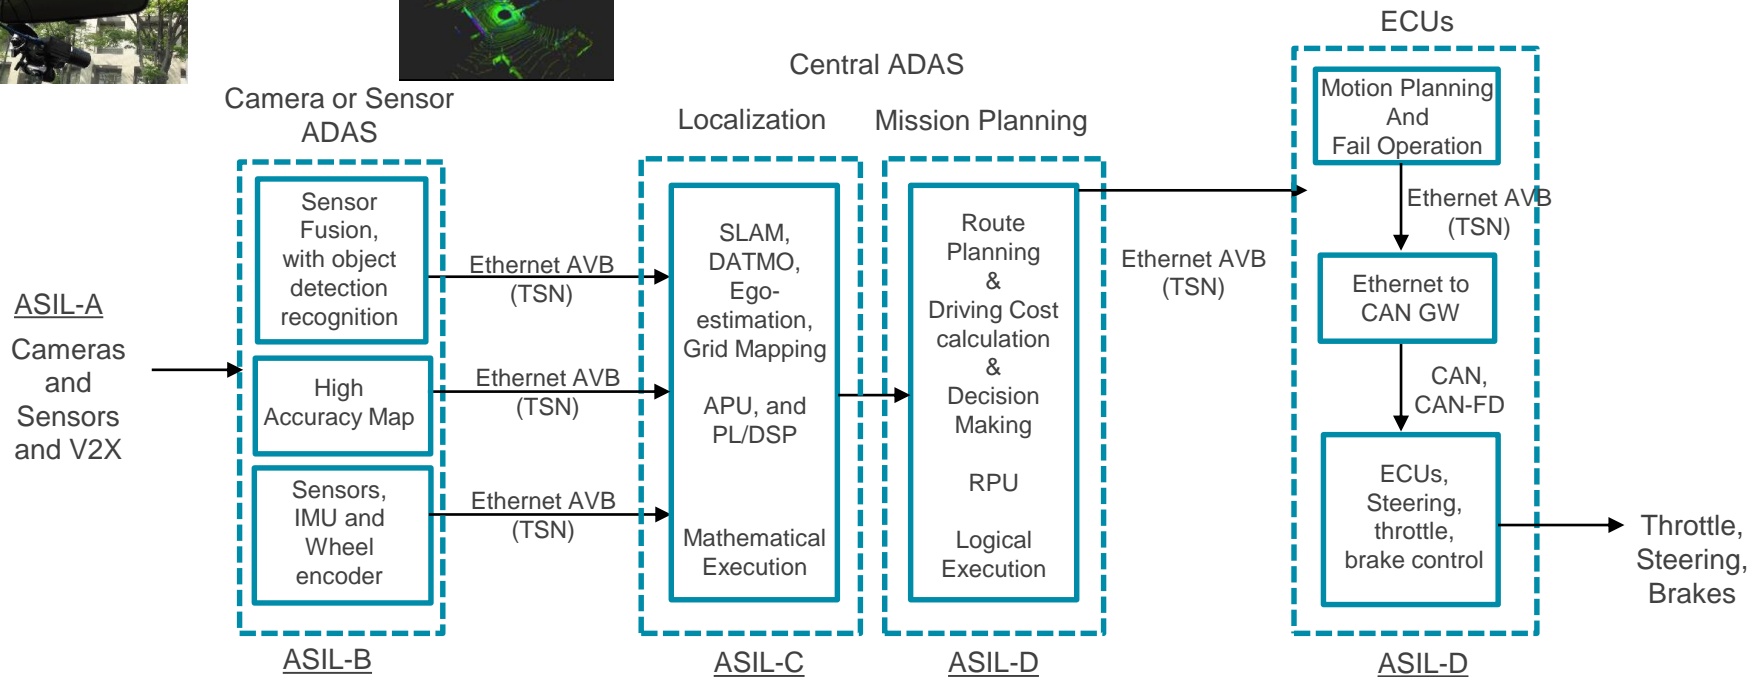 Camera or Sensor
ADAS
Sensor
Fusion,
with object
detection
recognition
High
Accuracy Map
Sensors,
IMU and
Wheel
encoder
ASIL-B
ASIL-A
Cameras
and
Sensors
and V2X
Ethernet AVB
(TSN)
Ethernet AVB
(TSN)
Ethernet AVB
(TSN)
Central ADAS
Localization
SLAM,
DATMO,
Ego-
estimation,
Grid Mapping
APU, and
PL/DSP
Mathematical
Execution
ASIL-C
Mission Planning
Route
Planning
&
Driving Cost
calculation
&
Decision
Making
RPU
Logical
Execution
ASIL-D
Ethernet AVB
(TSN)
ECUs
Motion Planning
And
Fail Operation
Ethernet AVB
(TSN)
Ethernet to
CAN GW
CAN,
CAN-FD
ECUs,
Steering,
throttle,
brake control
ASIL-D
Throttle,
Steering,
Brakes